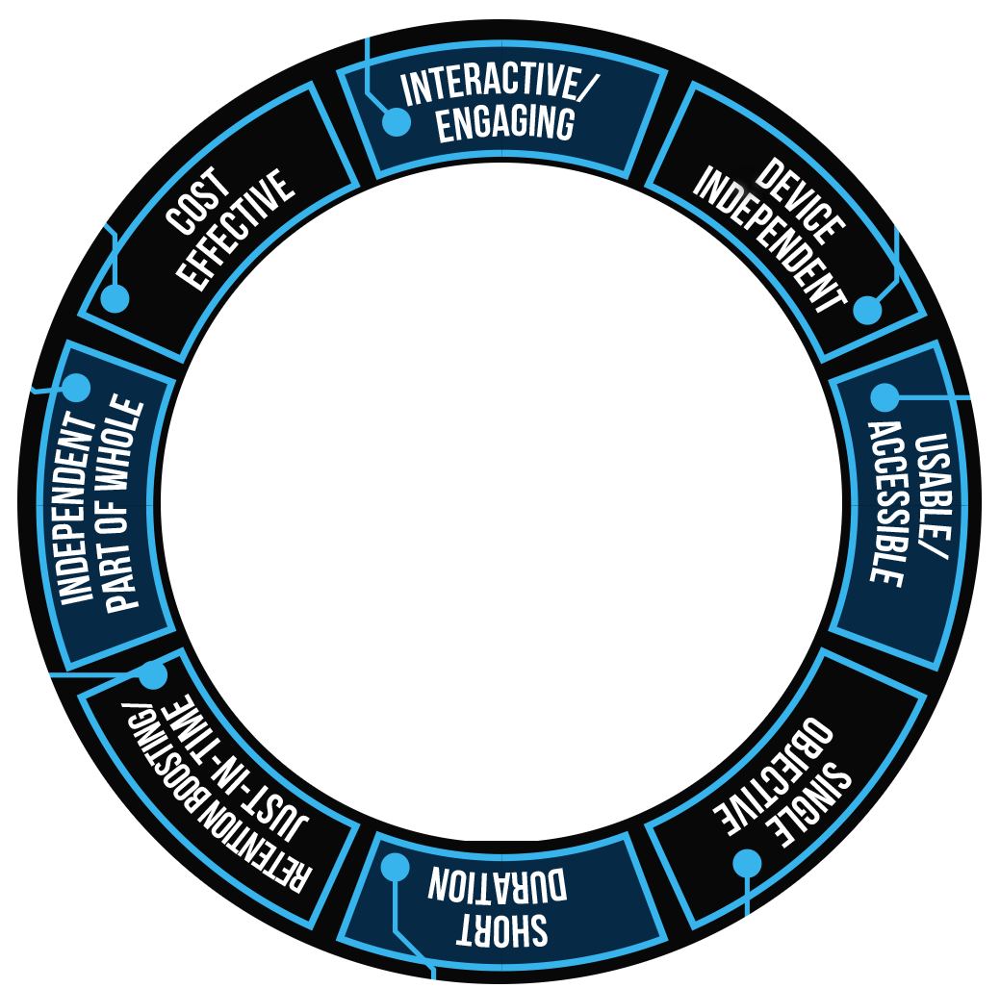 INTERACTIVE/
ENGAGING
DEVICE
INDEPENDENT
USABLE/
ACCESSIBLE
SINGLE
OBJECTIVE
SHORT
DURATION
RETENTION BOOSTING/
JUST-IN-TIME
INDEPENDENT
PART OF WHOLE
COST
EFFECTIVE